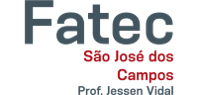 Fatec
São José dos
Campos
Prof. Jessen Vidal